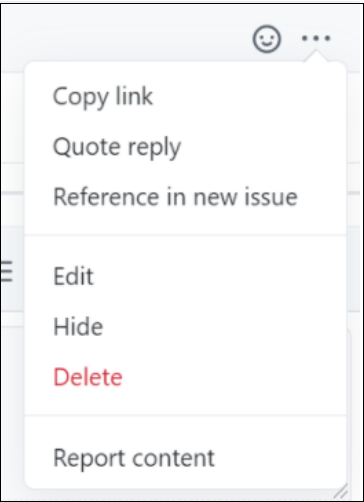 Copy link
Quote reply
Reference in new issue
Edit
Hide
Delete
Report content